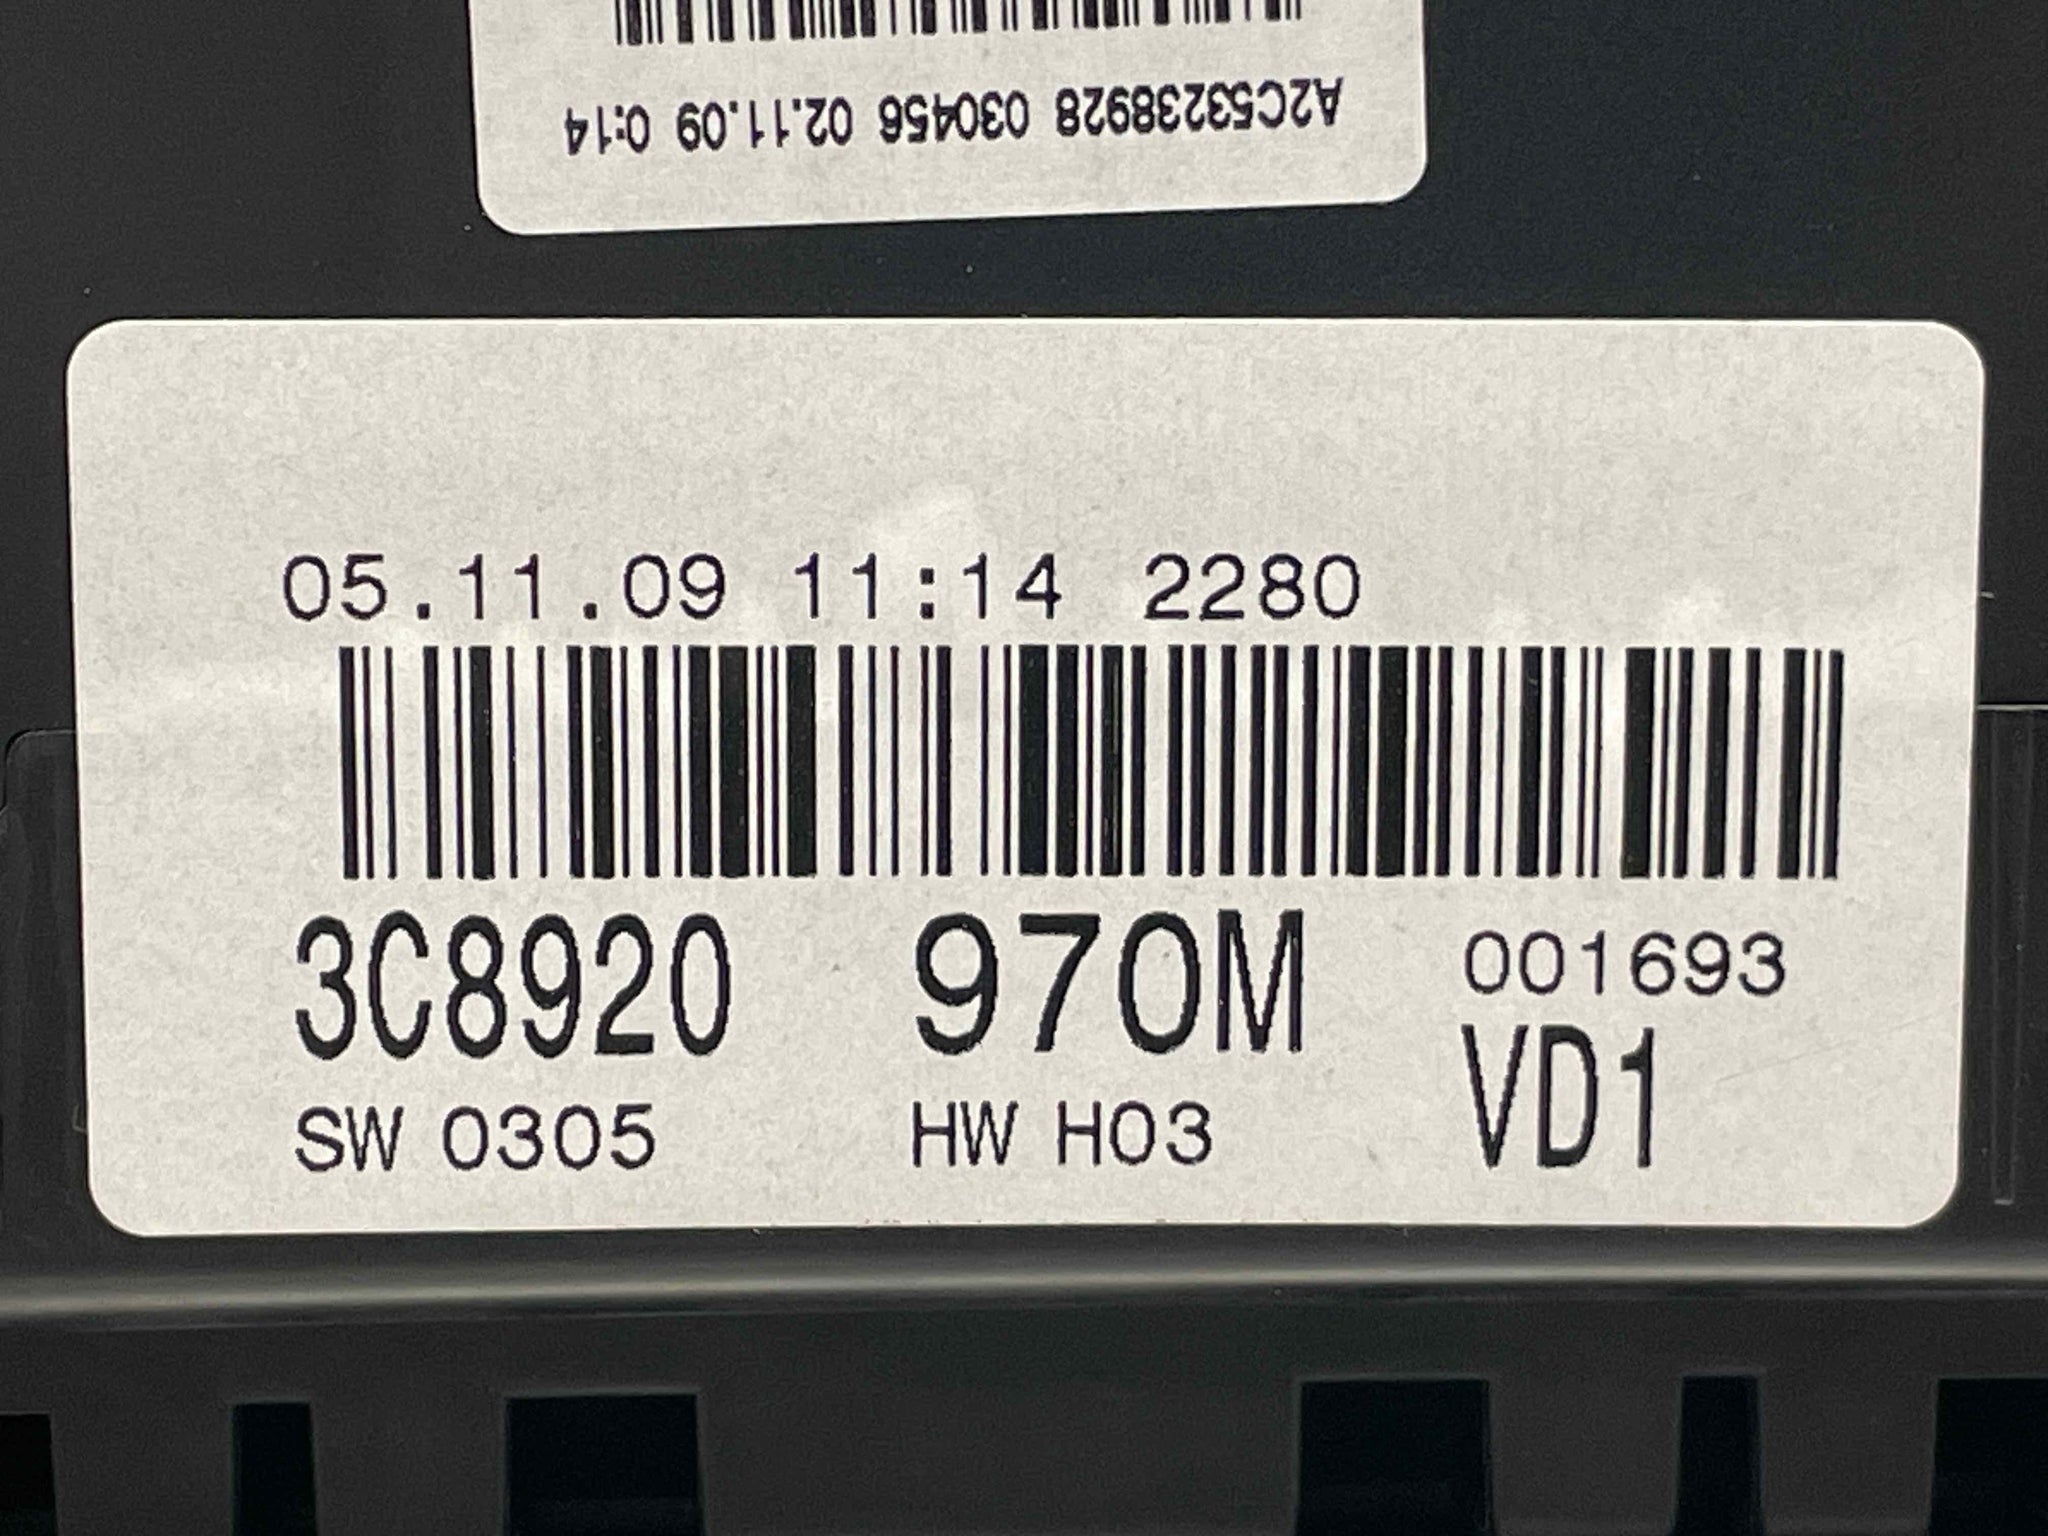 A2C53238928 030456 02.11.09 0:14
05.11.09 11:14 2280
3C8920 970M 001693
VD1
SW 0305 HW H03